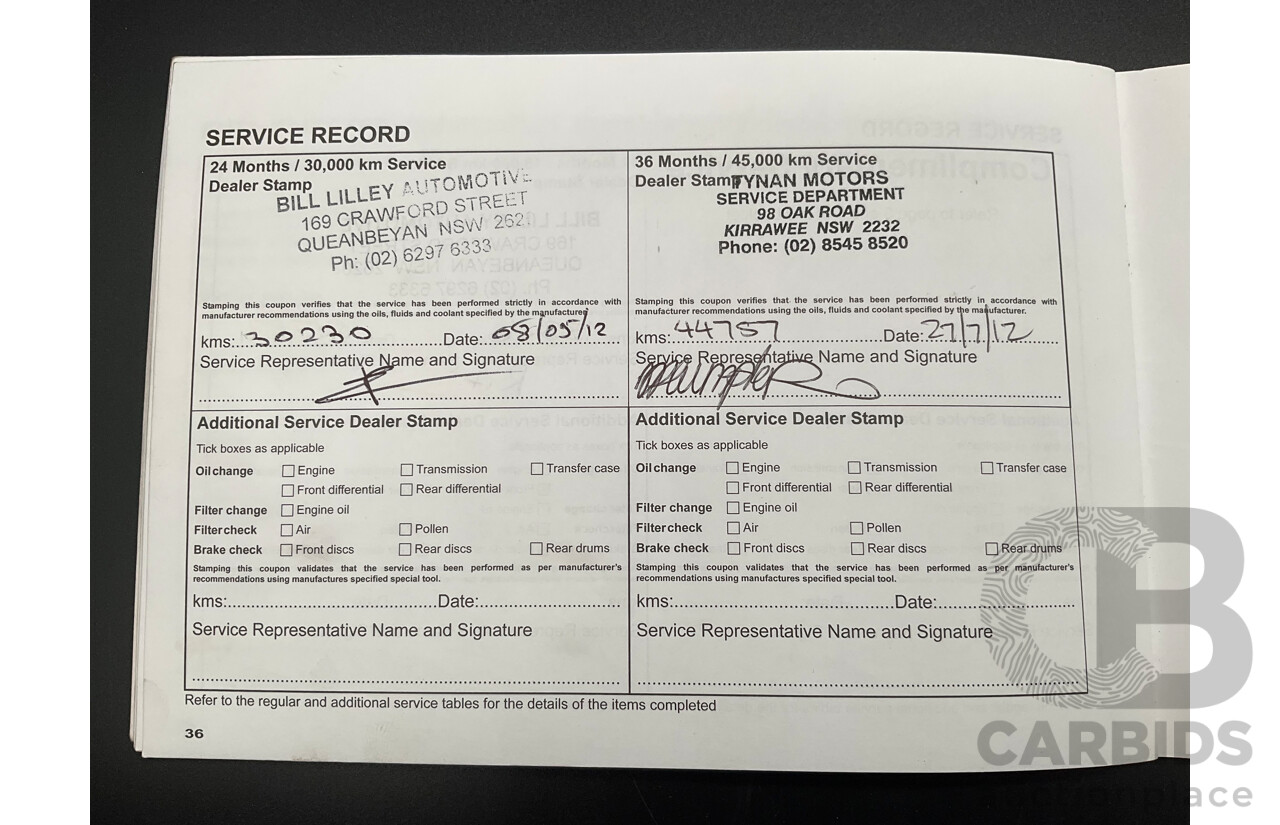 SERVICE RECORD
24 Months / 30,000 km Service
Dealer Stamp
BILL LILLEY AUTOMOTIVE
169 CRAWFORD STREET
QUEANBEYAN NSW 262
Ph: (02) 6297 6333
Stamping this coupon verifies that the service has been performed strictly in accordance with
manufacturer recommendations using the oils, fluids and coolant specified by the manufacturer.
kms: 30230 Date: 08/05/12
Service Representative Name and Signature
Additional Service Dealer Stamp
Tick boxes as applicable
Oil change Engine Transmission Transfer case
Front differential Rear differential
Filter change Engine oil
Filter check Air Pollen
Brake check Front discs Rear discs Rear drums
Stamping this coupon validates that the service has been performed as per manufacturer's
recommendations using manufactures specified special tool.
kms: Date:
Service Representative Name and Signature
36 Months / 45,000 km Service
Dealer Stamp TYNAN MOTORS
SERVICE DEPARTMENT
98 OAK ROAD
KIRRAWEE NSW 2232
Phone: (02) 8545 8520
Stamping this coupon verifies that the service has been performed strictly in accordance with
manufacturer recommendations using the oils, fluids and coolant specified by the manufacturer.
kms: 44757 Date: 27/7/12
Service Representative Name and Signature
Additional Service Dealer Stamp
Tick boxes as applicable
Oil change Engine Transmission Transfer case
Front differential Rear differential
Filter change Engine oil
Filter check Air Pollen
Brake check Front discs Rear discs Rear drums
Stamping this coupon validates that the service has been performed as per manufacturer's
recommendations using manufactures specified special tool.
kms: Date:
Service Representative Name and Signature
Refer to the regular and additional service tables for the details of the items completed
36
CARBIDS